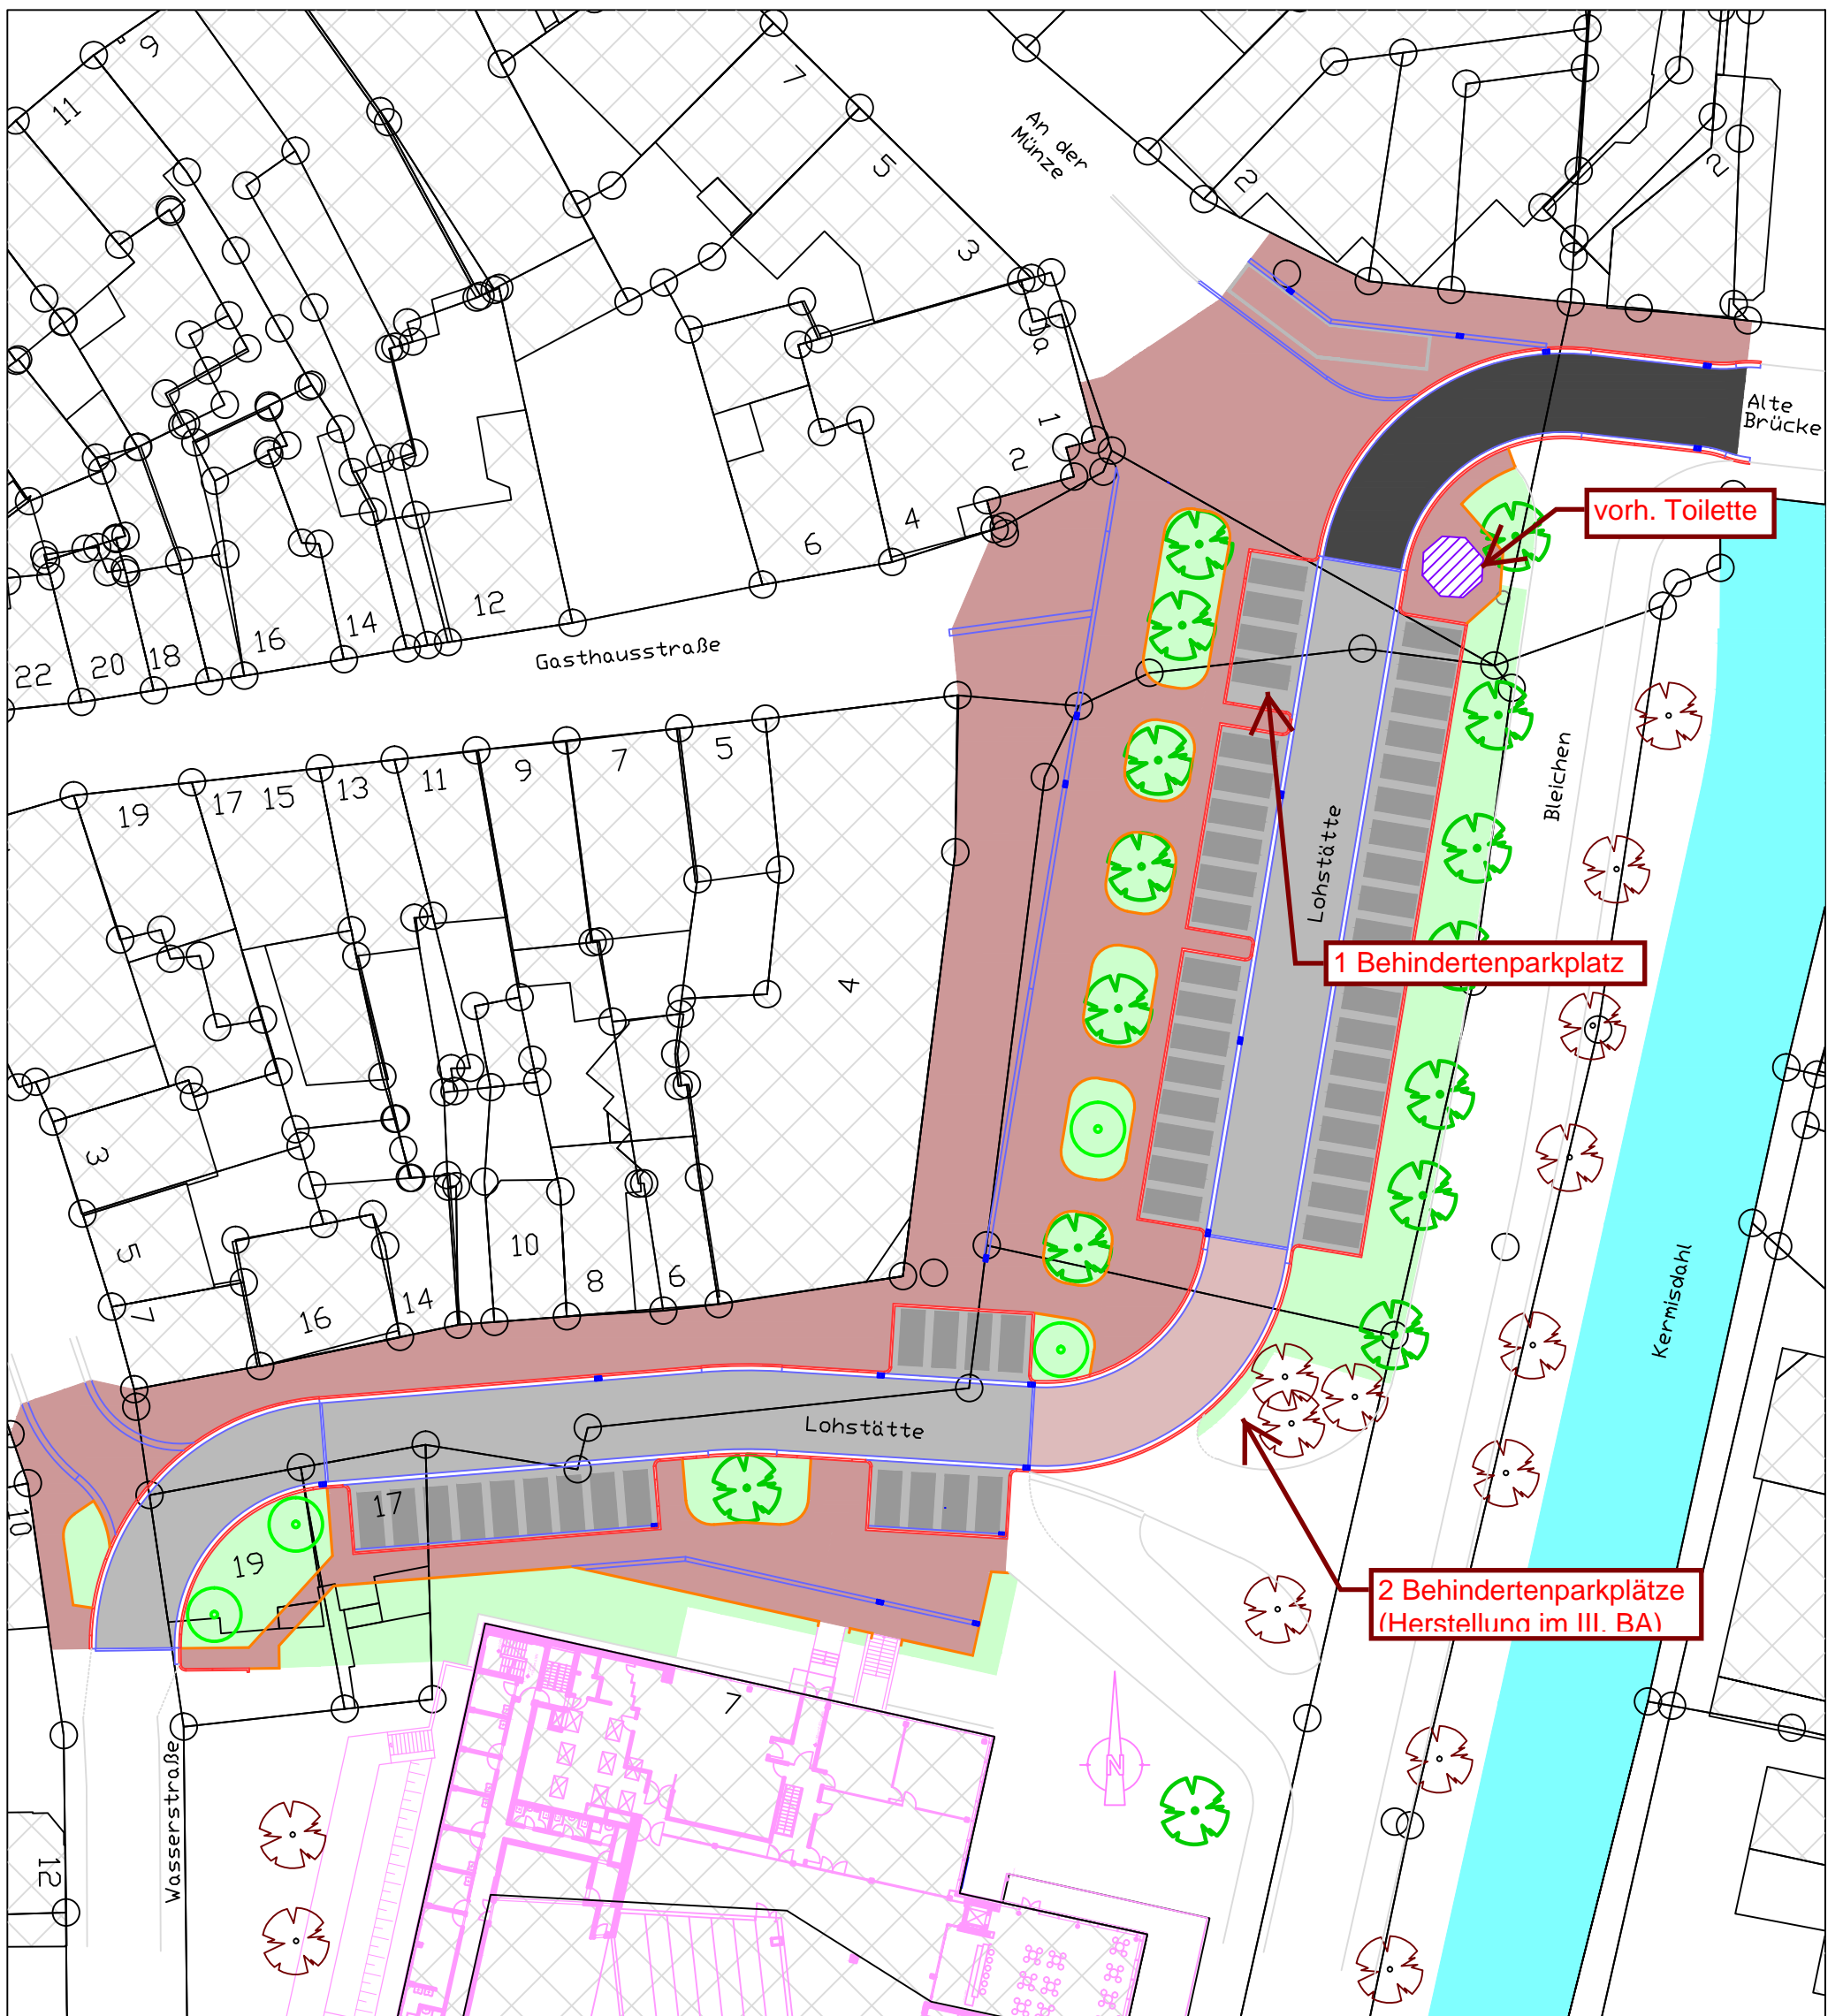 9
11
7
5
3
An der
Münze
2
2
1a
1
2
4
6
12
14
16
18
20
22
Alte
Brücke
vorh. Toilette
Gasthausstraße
5
7
9
11
13
15
17
19
Bleichen
Lohstätte
1 Behindertenparkplatz
4
3
5
7
16
14
10
8
6
Kermisdahl
Lohstätte
17
19
10
2 Behindertenparkplätze
(Herstellung im III. BA)
7
N
Wasserstraße
12